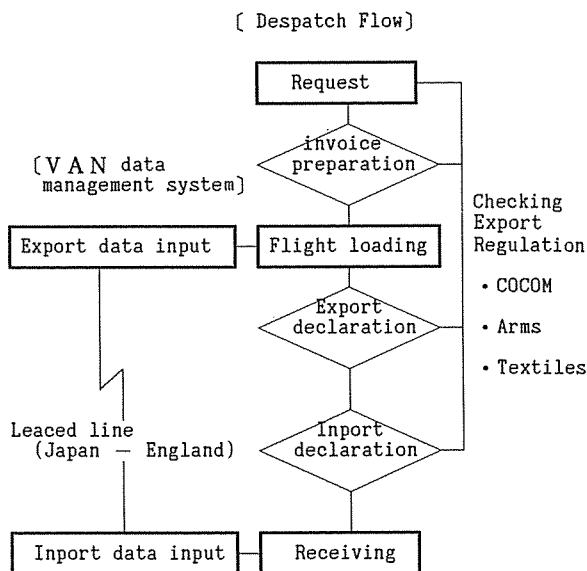 〔 Despatch Flow〕
Request
invoice
preparation
〔VAN data
management system〕
Checking
Export
Regulation
Export data input
Flight loading
・COCOM
Export
declaration
・Arms
・Textiles
Leaced line
(Japan — England)
Inport
declaration
Inport data input
Receiving